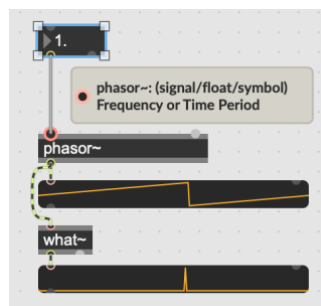 1.
phasor~: (signal/float/symbol)
Frequency or Time Period
phasor~
what~